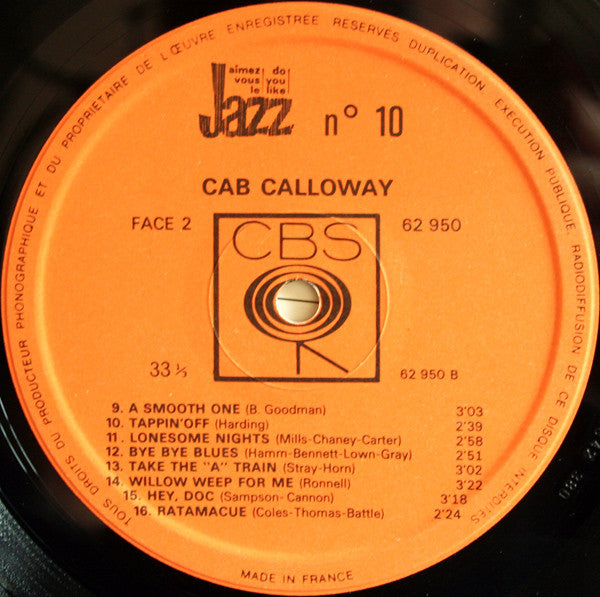 TOUS DROITS DU PRODUCTEUR PHONOGRAPHIQUE ET DU PROPRIETAIRE DE L'ŒUVRE ENREGISTREE RESERVES DUPLICATION EXECUTION PUBLIQUE, RADIODIFFUSION DE CE DISQUE INTERDITES
aimez do
vous you
le like
Jazz n° 10
CAB CALLOWAY
FACE 2 62 950
CBS
33 ⅓ 62 950 B
9. A SMOOTH ONE (B. Goodman) 3'03
10. TAPPIN'OFF (Harding) 2'39
11. LONESOME NIGHTS (Mills-Chaney-Carter) 2'58
12. BYE BYE BLUES (Hamm-Bennett-Lown-Gray) 2'51
13. TAKE THE "A" TRAIN (Stray-Horn) 3'02
14. WILLOW WEEP FOR ME (Ronnell) 3'22
15. HEY, DOC (Sampson-Cannon) 3'18
16. RATAMACUE (Coles-Thomas-Battle) 2'24
MADE IN FRANCE